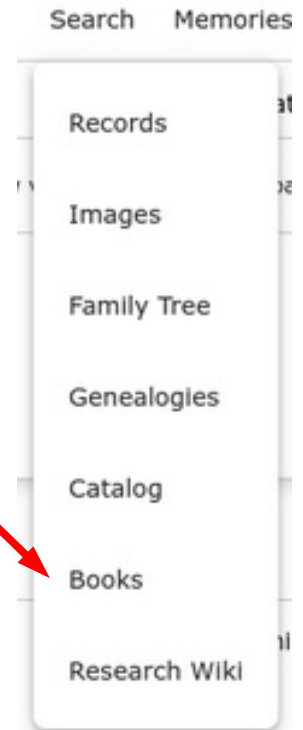 Search Memories
Records
Images
Family Tree
Genealogies
Catalog
Books
Research Wiki